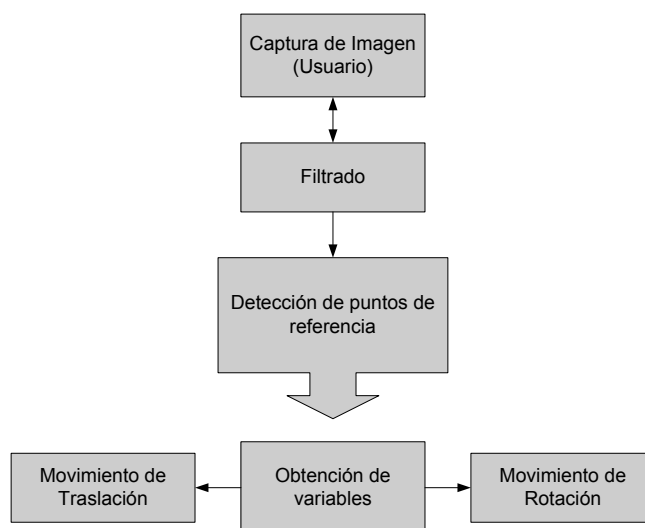 Captura de Imagen
(Usuario)
Filtrado
Detección de puntos de
referencia
Movimiento de
Traslación
Obtención de
variables
Movimiento de
Rotación